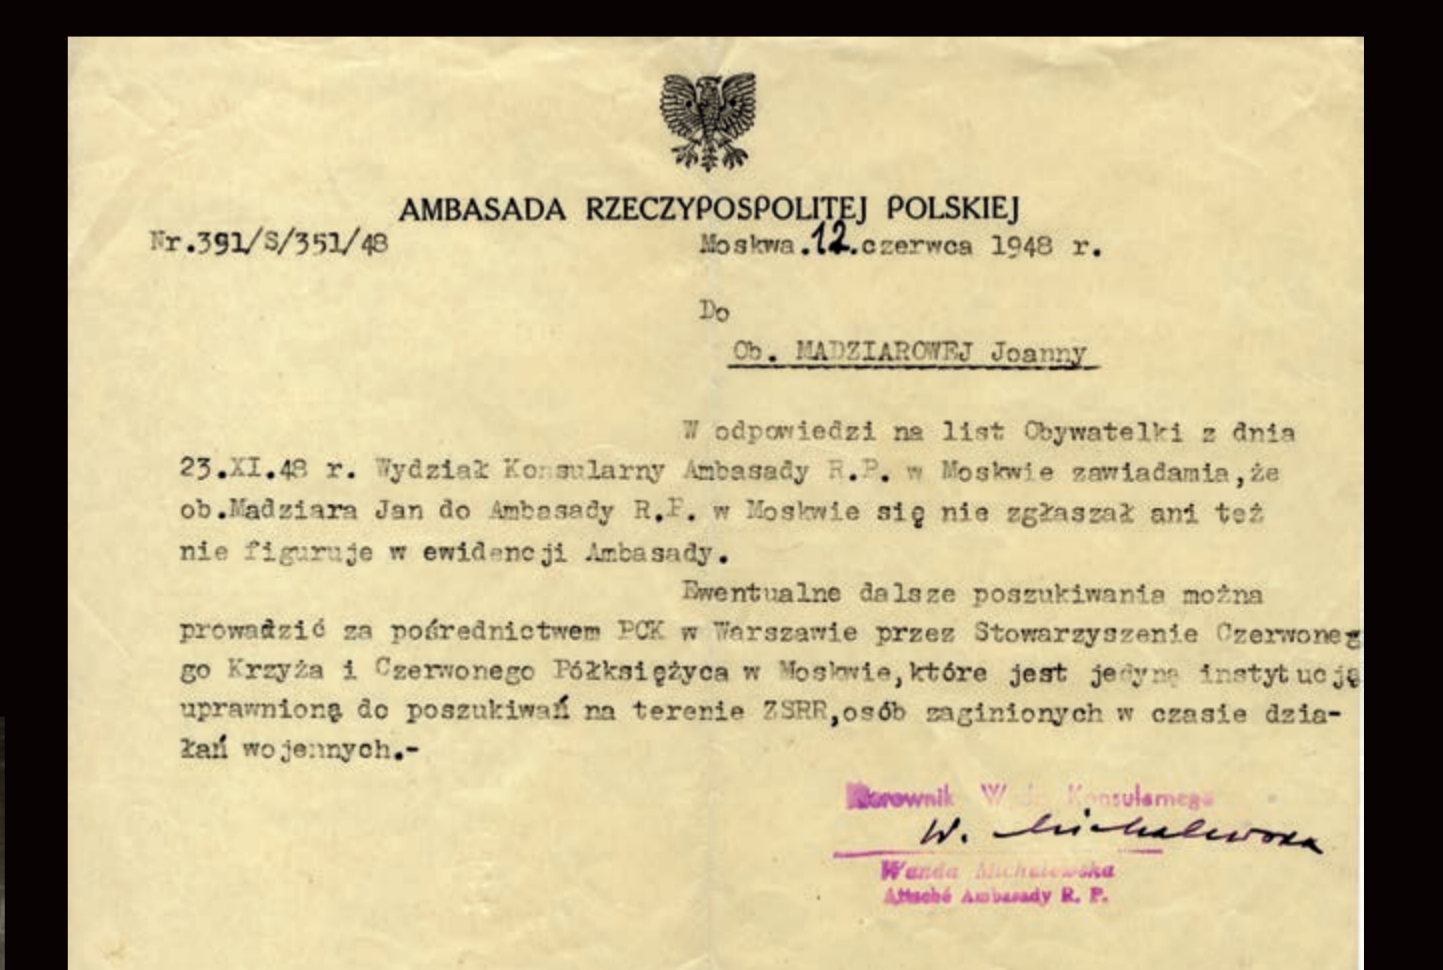 AMBASADA RZECZYPOSPOLITEJ POLSKIEJ
Nr.391/S/351/48
Moskwa.12.czerwca 1948 r.
Do
Ob. MADZIAROWEJ Joanny
W odpowiedzi na list Obywatelki z dnia
23.XI.48 r. Wydział Konsularny Ambasady R.P. w Moskwie zawiadamia,że
ob.Madziara Jan do Ambasady R.P. w Moskwie się nie zgłaszał ani też
nie figuruje w ewidencji Ambasady.
Ewentualne dalsze poszukiwania można
prowadzić za pośrednictwem PCK w Warszawie przez Stowarzyszenie Czerwoneg
go Krzyża i Czerwonego Półksiężyca w Moskwie,które jest jedyną instytucją
uprawnioną do poszukiwań na terenie ZSRR,osób zaginionych w czasie dzia-
łań wojennych.-
Kierownik Konsularnego
W. Michalewska
Wanda Michalewska
Attaché Ambasady R. P.